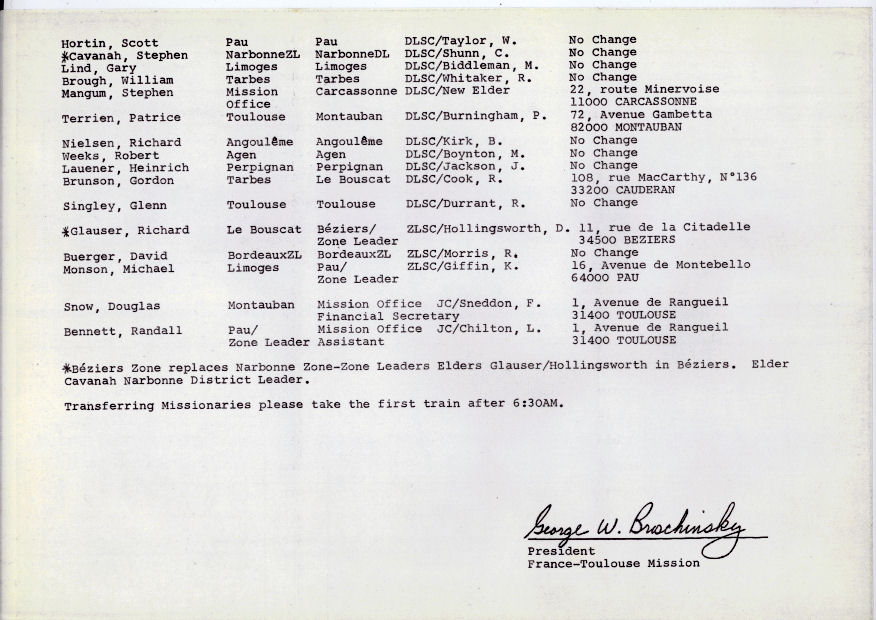 Hortin, Scott Pau Pau DLSC/Taylor, W. No Change
*Cavanah, Stephen NarbonneZL NarbonneDL DLSC/Shunn, C. No Change
Lind, Gary Limoges Limoges DLSC/Biddleman, M. No Change
Brough, William Tarbes Tarbes DLSC/Whitaker, R. No Change
Mangum, Stephen Mission Carcassonne DLSC/New Elder 22, route Minervoise
Office 11000 CARCASSONNE
Terrien, Patrice Toulouse Montauban DLSC/Burningham, P. 72, Avenue Gambetta
82000 MONTAUBAN
Nielsen, Richard Angoulême Angoulême DLSC/Kirk, B. No Change
Weeks, Robert Agen Agen DLSC/Boynton, M. No Change
Lauener, Heinrich Perpignan Perpignan DLSC/Jackson, J. No Change
Brunson, Gordon Tarbes Le Bouscat DLSC/Cook, R. 108, rue MacCarthy, N°136
33200 CAUDERAN
Singley, Glenn Toulouse Toulouse DLSC/Durrant, R. No Change
*Glauser, Richard Le Bouscat Béziers/ ZLSC/Hollingsworth, D. 11, rue de la Citadelle
Zone Leader 34500 BEZIERS
Buerger, David BordeauxZL BordeauxZL ZLSC/Morris, R. No Change
Monson, Michael Limoges Pau/ ZLSC/Giffin, K. 16, Avenue de Montebello
Zone Leader 64000 PAU
Snow, Douglas Montauban Mission Office JC/Sneddon, F. 1, Avenue de Rangueil
Financial Secretary 31400 TOULOUSE
Bennett, Randall Pau/ Mission Office JC/Chilton, L. 1, Avenue de Rangueil
Zone Leader Assistant 31400 TOULOUSE
*Béziers Zone replaces Narbonne Zone-Zone Leaders Elders Glauser/Hollingsworth in Béziers. Elder
Cavanah Narbonne District Leader.
Transferring Missionaries please take the first train after 6:30AM.
George W. Brochinsky
President
France-Toulouse Mission